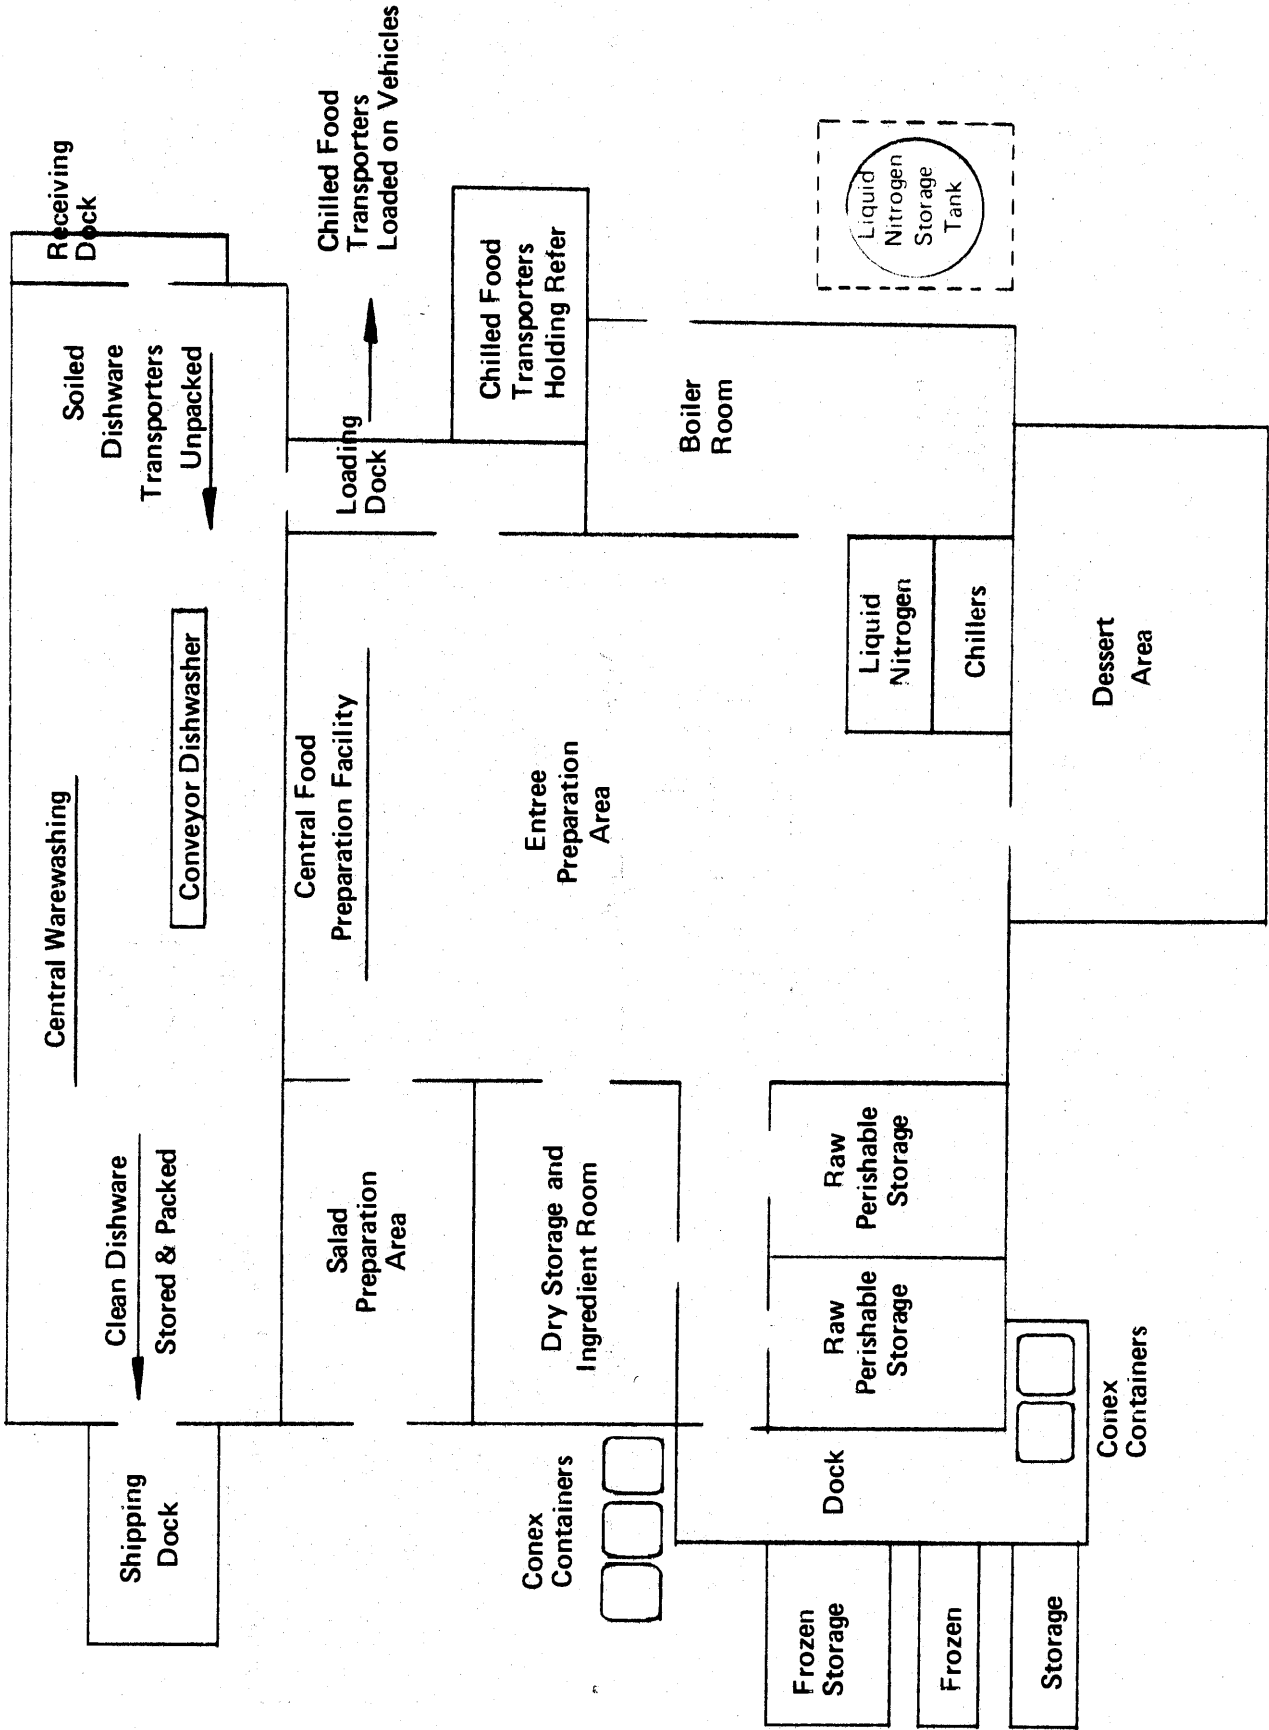 Receiving
Dock
Soiled
Dishware
Transporters
Unpacked
Central Warewashing
Conveyor Dishwasher
Clean Dishware
Stored & Packed
Shipping
Dock
Chilled Food
Transporters
Loaded on Vehicles
Loading
Dock
Chilled Food
Transporters
Holding Refer
Central Food
Preparation Facility
Salad
Preparation
Area
Entree
Preparation
Area
Dry Storage and
Ingredient Room
Conex
Containers
Boiler
Room
Liquid
Nitrogen
Storage
Tank
Liquid
Nitrogen
Chillers
Raw
Perishable
Storage
Raw
Perishable
Storage
Dock
Frozen
Storage
Frozen
Storage
Conex
Containers
Dessert
Area